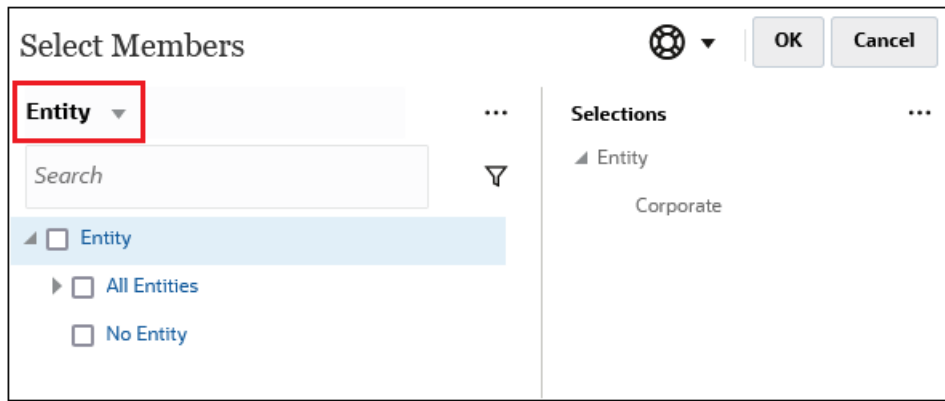 Select Members
OK
Cancel
Entity
...
Search
Entity
All Entities
No Entity
Selections
...
Entity
Corporate